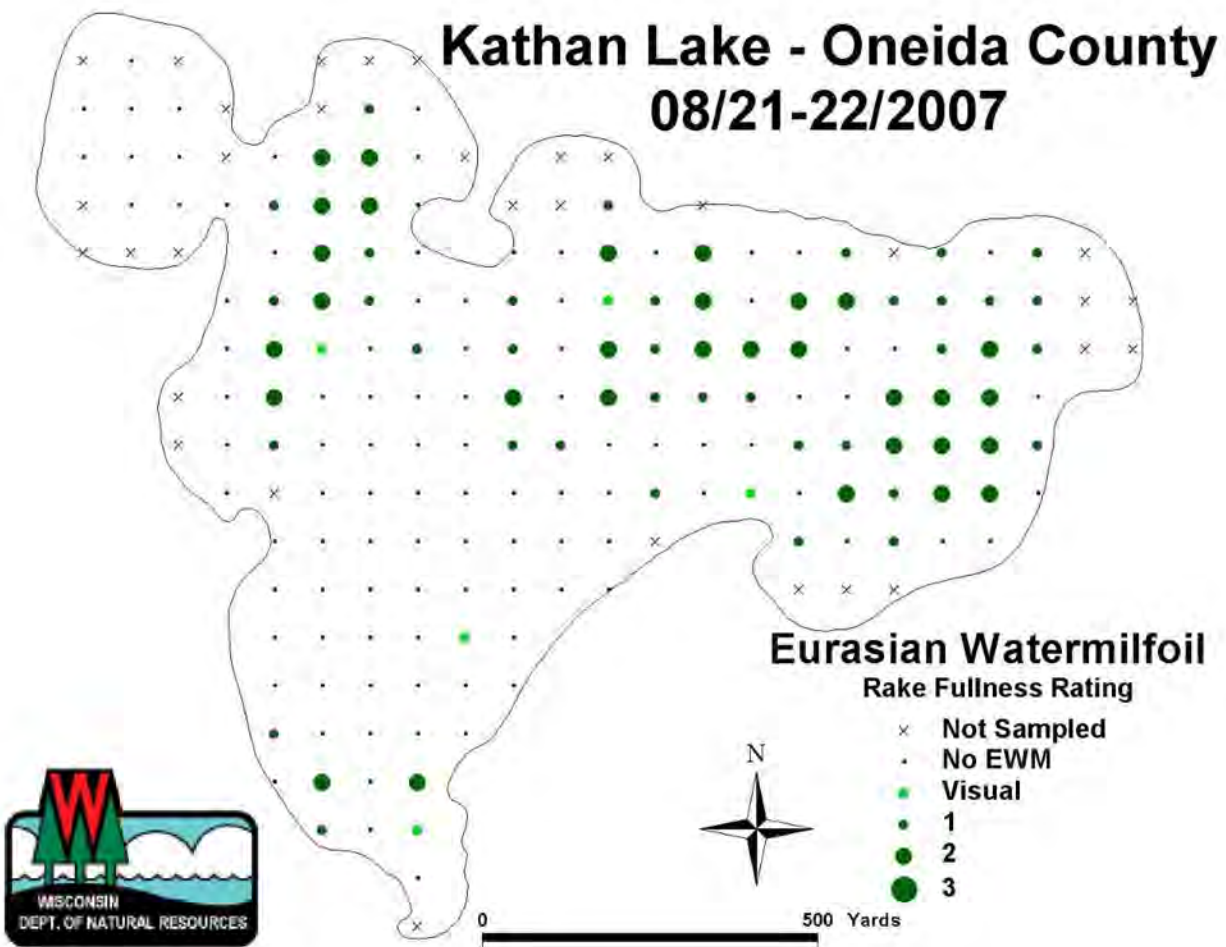 Kathan Lake - Oneida County
08/21-22/2007
Eurasian Watermilfoil
Rake Fullness Rating
Not Sampled
No EWM
Visual
1
2
3
N
W
WISCONSIN
DEPT. OF NATURAL RESOURCES
0 500 Yards